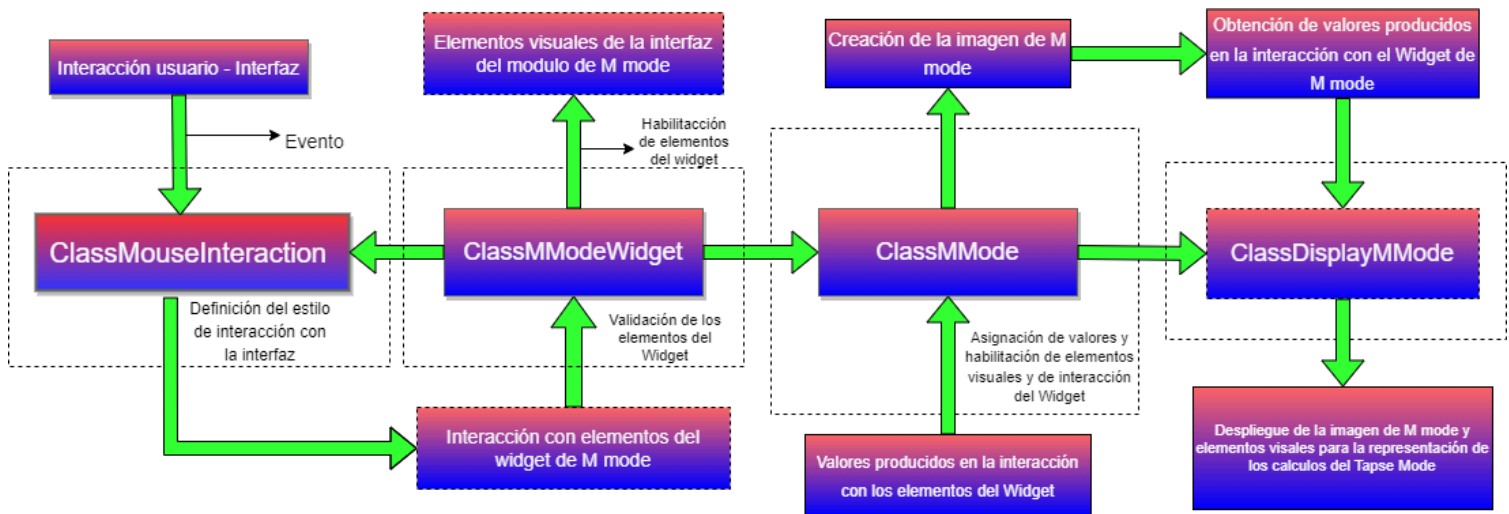 Interacción usuario - Interfaz
Evento
ClassMouseInteraction
Definición del estilo
de interacción con
la interfaz
Elementos visuales de la interfaz
del modulo de M mode
Habilitacción
de elementos
del widget
ClassMModeWidget
Validación de los
elementos del
Widget
Interacción con elementos del
widget de M mode
Creación de la imagen de M
mode
ClassMMode
Asignación de valores y
habilitación de elementos
visuales y de interacción
del Widget
Valores producidos en la interacción
con los elementos del Widget
Obtención de valores producidos
en la interacción con el Widget de
M mode
ClassDisplayMMode
Despliegue de la imagen de M mode y
elementos visales para la representación de
los calculos del Tapse Mode